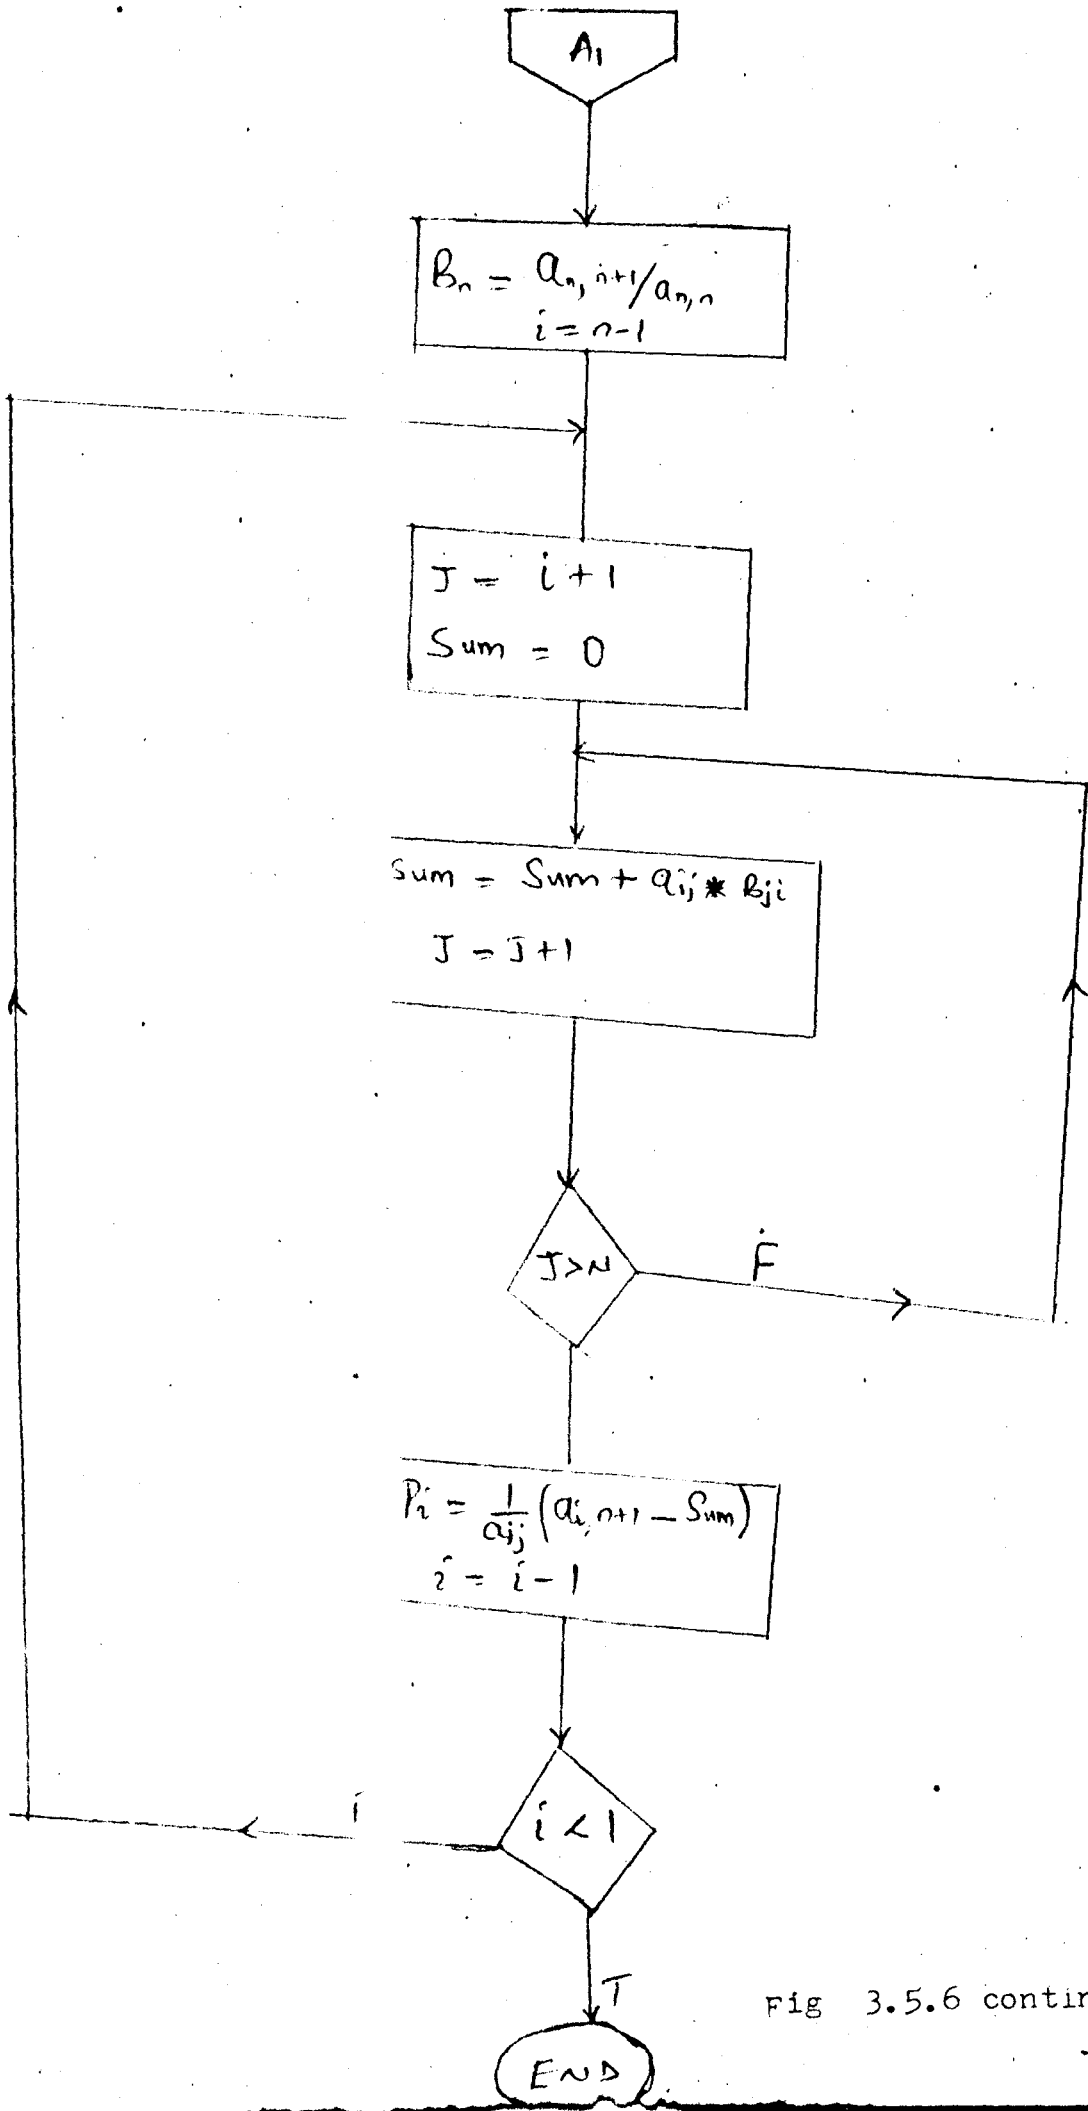 A1
Bn = an, n+1/an,n
i = n-1
J = i + 1
Sum = 0
Sum = Sum + aij * Bji
J = J+1
J>N
F
Pi = 1/aij (ai, n+1 - Sum)
i = i - 1
i < 1
T
Fig 3.5.6 contin
END